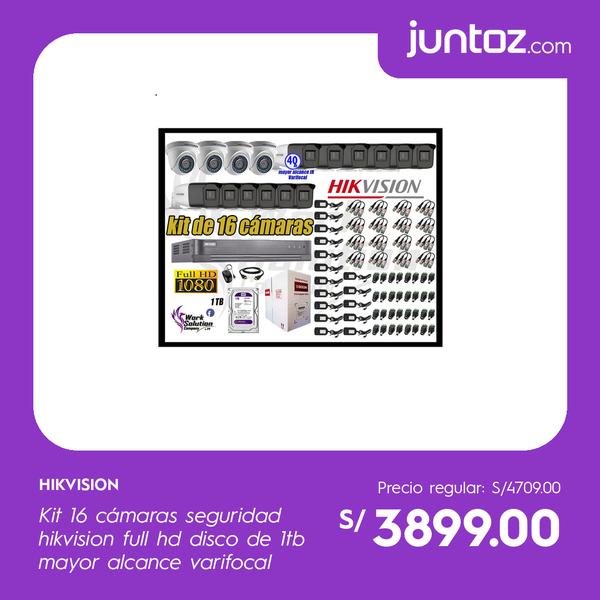 juntoz.com
40
mayor alcance IR
Varifocal
HIKVISION
kit de 16 cámaras
Full HD
1080
1TB
Work
Solution
Company
HIKVISION
Kit 16 cámaras seguridad
hikvision full hd disco de 1tb
mayor alcance varifocal
Precio regular: S/4709.00
S/ 3899.00